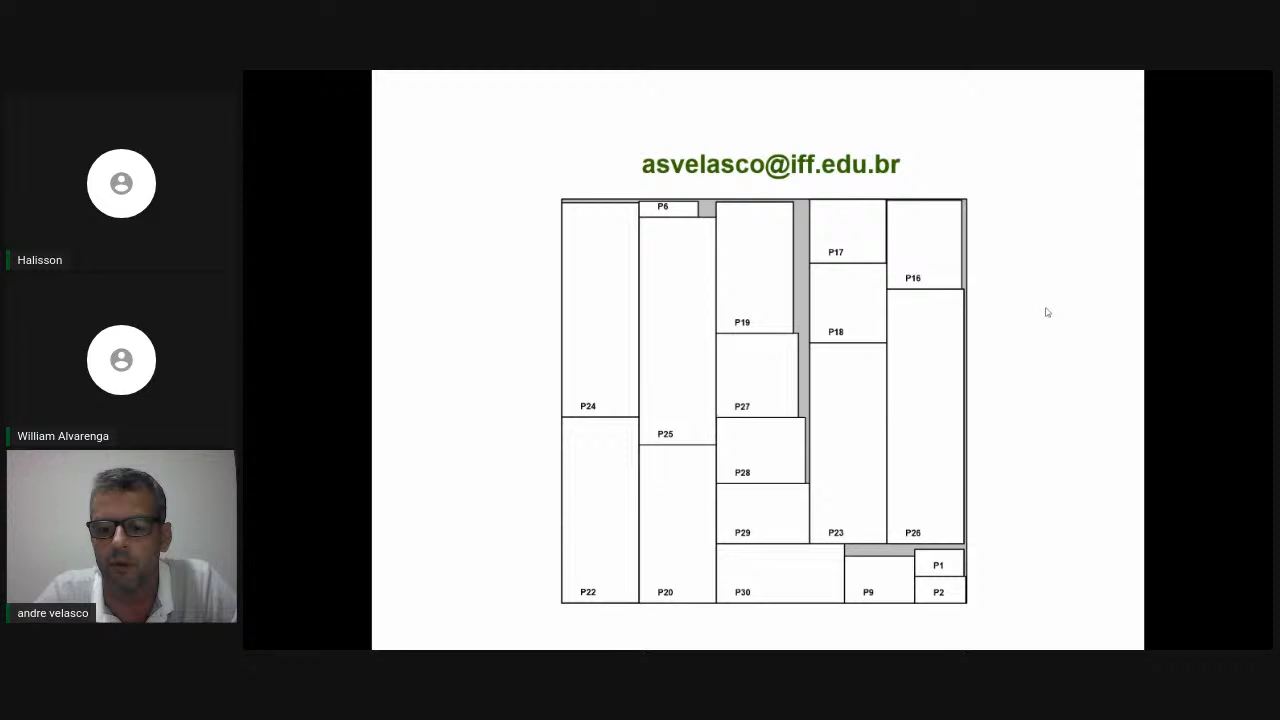 asvelasco@iff.edu.br
P6
P17
P16
P19
P18
P24
P27
P25
P28
P29
P23
P26
P1
P22
P20
P30
P9
P2
Halisson
William Alvarenga
andre velasco